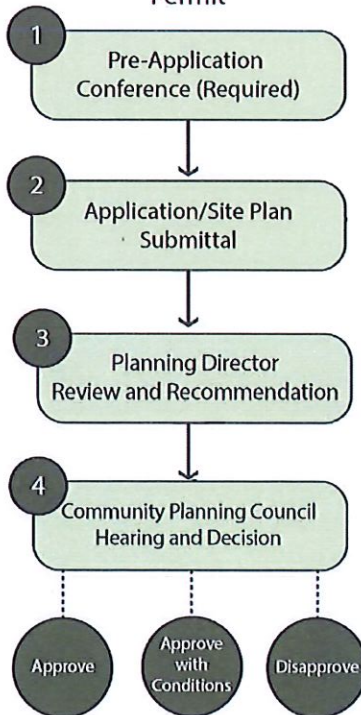 Permit
1
Pre-Application
Conference (Required)
2
Application/Site Plan
Submittal
3
Planning Director
Review and Recommendation
4
Community Planning Council
Hearing and Decision
Approve
Approve
with
Conditions
Disapprove